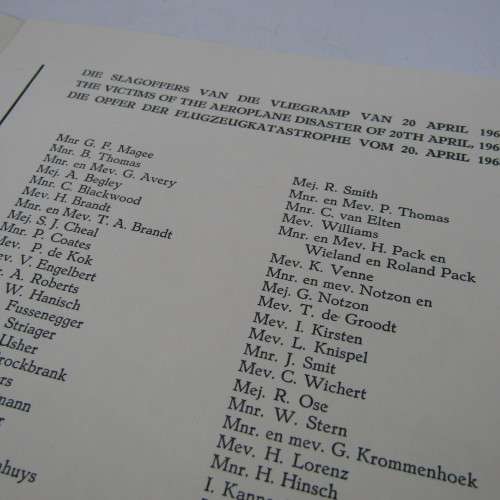 DIE SLAGOFFERS VAN DIE VLIEGRAMP VAN 20 APRIL
THE VICTIMS OF THE AEROPLANE DISASTER OF 20TH APRIL,
DIE OPFER DER FLUGZEUGKATASTROPHE VOM 20. APRIL
Mnr G. F. Magee
Mnr. B. Thomas
Mnr. en Mev. G. Avery
Mej. A. Begley
Mnr. C. Blackwood
Mev. H. Brandt
Mnr. en Mev. T. A. Brandt
Mej. S. J. Cheal
Mnr. P. Coates
Mev. P. de Kok
V. Engelbert
A. Roberts
W. Hanisch
Fussenegger
Striager
Usher
Mej. R. Smith
Mnr. en Mev. P. Thomas
Mnr. C. van Elten
Mev. Williams
Mnr. en Mev. H. Pack en
Wieland en Roland Pack
Mev. K. Venne
Mnr. en mev. Notzon en
Mej. G. Notzon
Mev. T. de Groodt
Mev. I. Kirsten
Mev. L. Knispel
Mnr. J. Smit
Mev. C. Wichert
Mej. R. Ose
Mnr. W. Stern
Mnr. en mev. G. Krommenhoek
Mev. H. Lorenz
Mnr. H. Hinsch